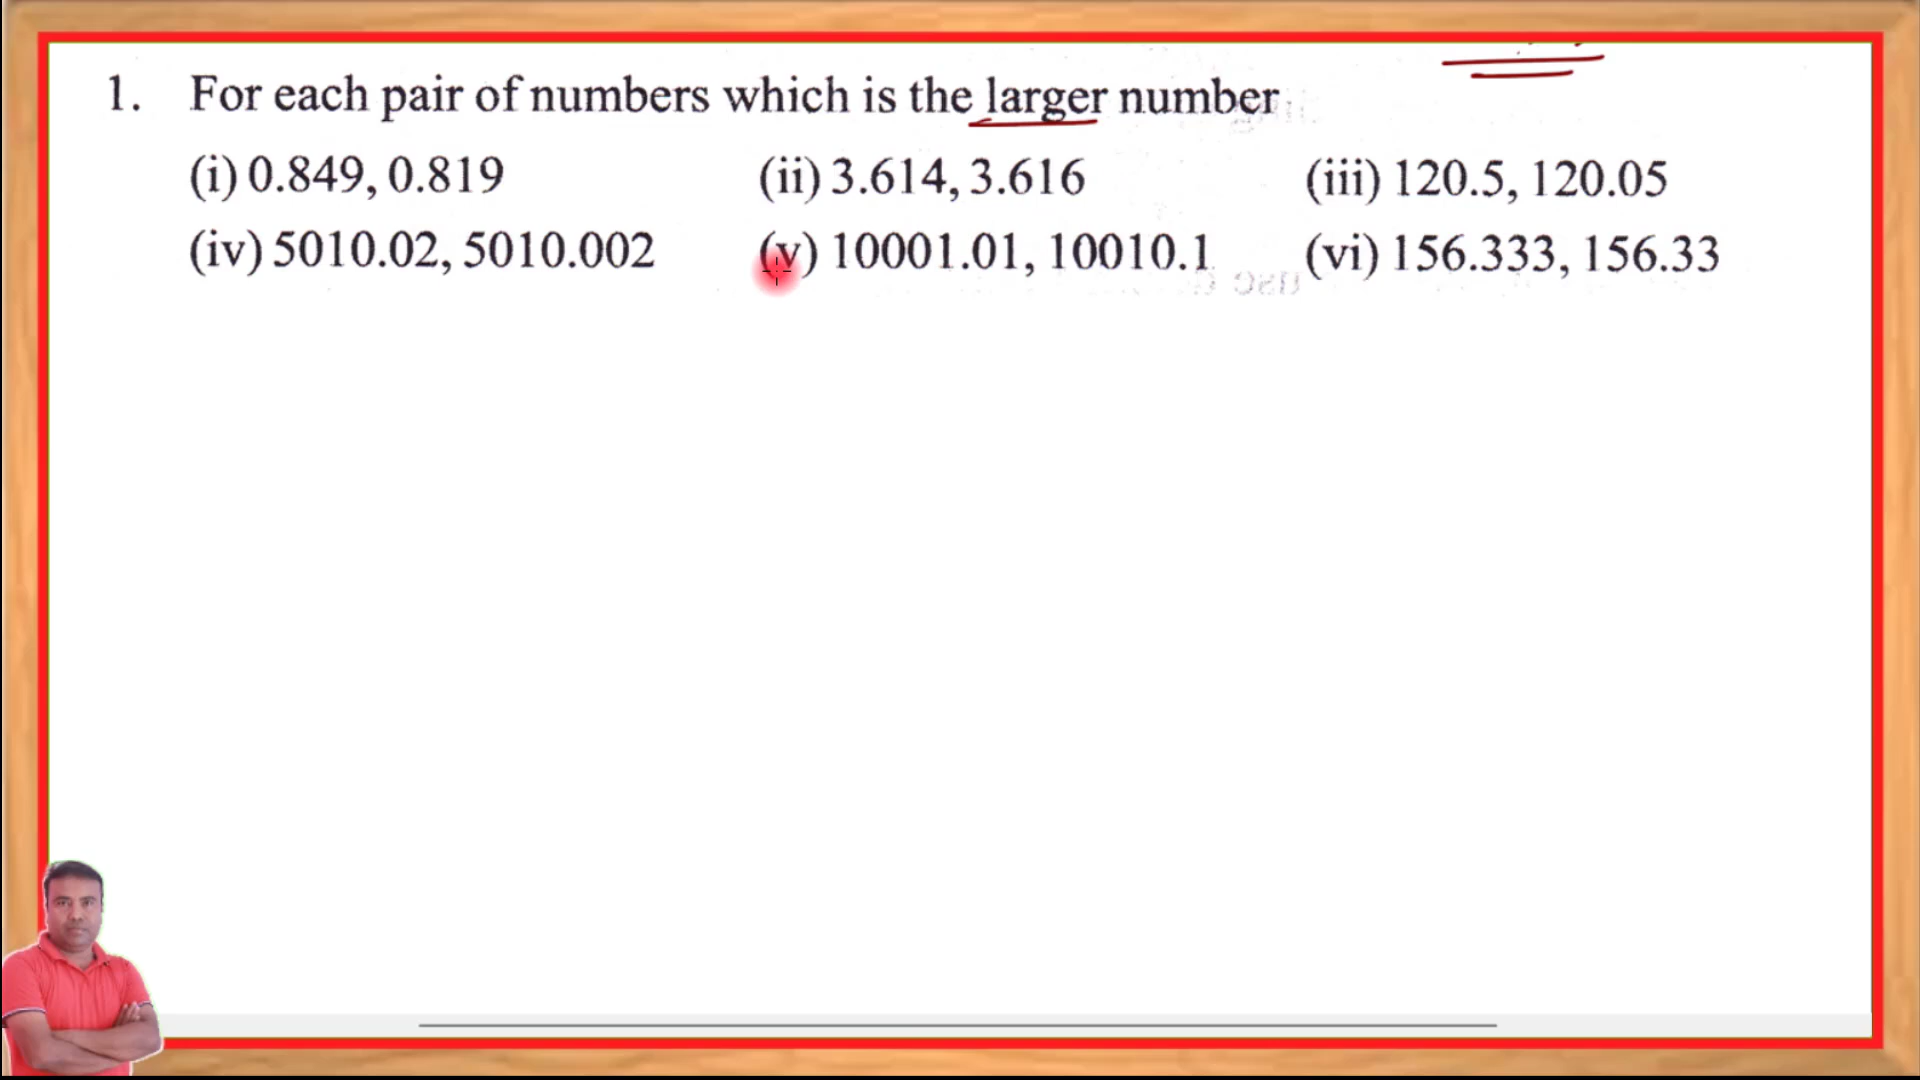 1. For each pair of numbers which is the larger number
(i) 0.849, 0.819 (ii) 3.614, 3.616 (iii) 120.5, 120.05
(iv) 5010.02, 5010.002 (v) 10001.01, 10010.1 (vi) 156.333, 156.33